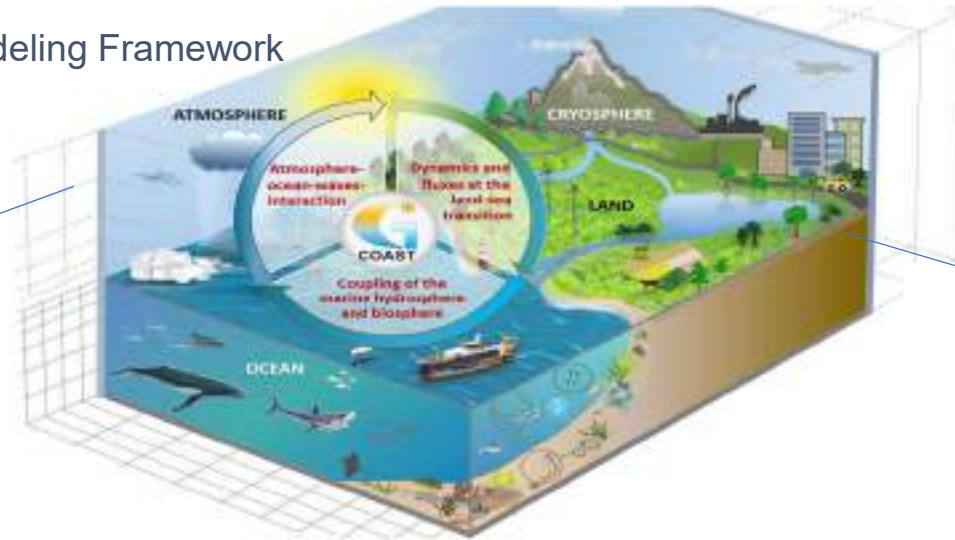 deling Framework
ATMOSPHERE
CRYOSPHERE
Atmosphere-
ocean-waves-
interaction
Dynamics and
fluxes at the
land-sea
transition
LAND
COAST
Coupling of the
marine hydrosphere
and biosphere
OCEAN